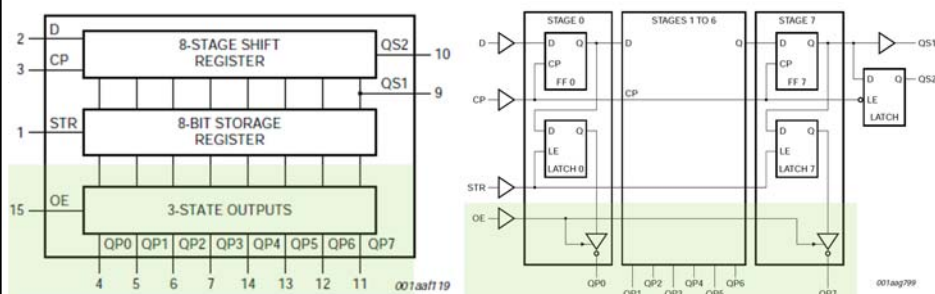 D
2
CP
3
8-STAGE SHIFT
REGISTER
QS2
10
QS1
9
STR
1
8-BIT STORAGE
REGISTER
OE
15
3-STATE OUTPUTS
QP0 QP1 QP2 QP3 QP4 QP5 QP6 QP7
4 5 6 7 14 13 12 11
001aaf119
STAGE 0
STAGES 1 TO 6
STAGE 7
D
D Q
CP
FF 0
D Q
D Q
CP
FF 7
QS1
CP
CP
D Q
QS2
LE
LATCH
D Q
LE
LATCH 0
D Q
LE
LATCH 7
STR
OE
QP0
QP1
QP2
QP3
QP4
QP5
QP6
QP7
001aag799